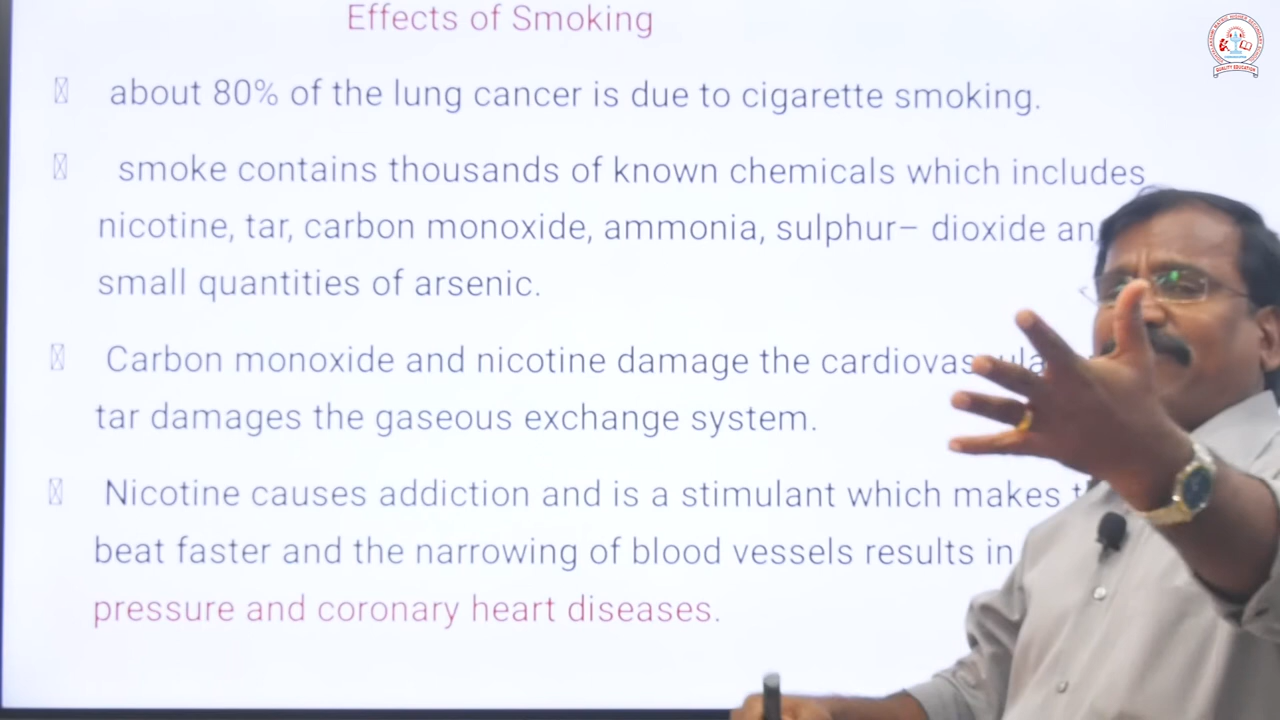 Effects of Smoking
about 80% of the lung cancer is due to cigarette smoking.
smoke contains thousands of known chemicals which includes
nicotine, tar, carbon monoxide, ammonia, sulphur– dioxide
small quantities of arsenic.
Carbon monoxide and nicotine damage the
tar damages the gaseous exchange system.
Nicotine causes addiction and is a stimulant which makes
beat faster and the narrowing of blood vessels results in
pressure and coronary heart diseases.
QUALITY EDUCATION